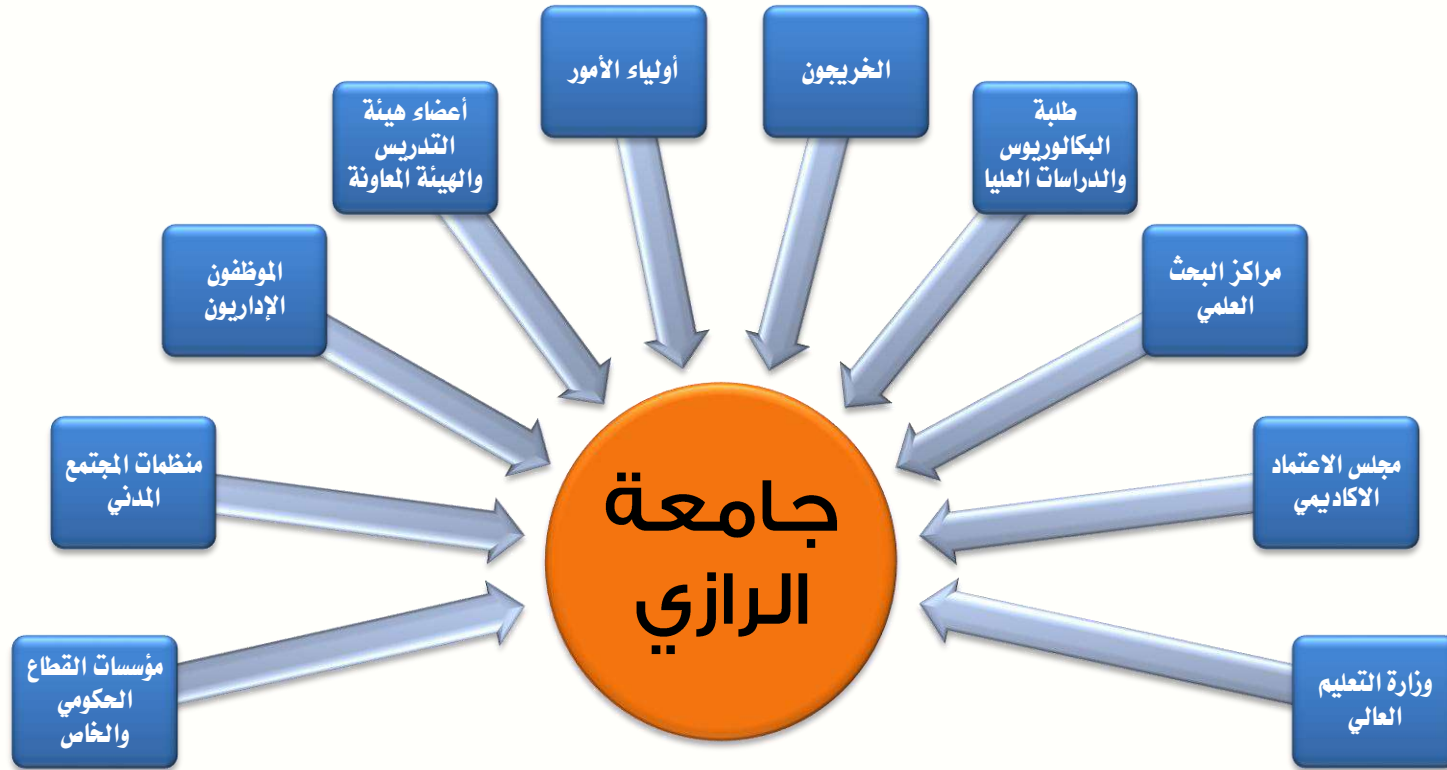 وزارة التعليم
العالي
مجلس الاعتماد
الاكاديمي
مراكز البحث
العلمي
طلبة
البكالوريوس
والدراسات العليا
الخريجون
أولياء الأمور
أعضاء هيئة
التدريس
والهيئة المعاونة
الموظفون
الإداريون
منظمات المجتمع
المدني
مؤسسات القطاع
الحكومي
والخاص
جامعة
الرازي